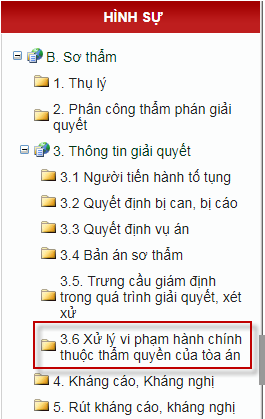 HÌNH SỰ
B. Sơ thẩm
1. Thụ lý
2. Phân công thẩm phán giải
quyết
3. Thông tin giải quyết
3.1 Người tiến hành tố tụng
3.2 Quyết định bị can, bị cáo
3.3 Quyết định vụ án
3.4 Bản án sơ thẩm
3.5. Trưng cầu giám định
trong quá trình giải quyết, xét
xử
3.6 Xử lý vi phạm hành chính
thuộc thẩm quyền của tòa án
4. Kháng cáo, Kháng nghị
5. Rút kháng cáo, kháng nghị